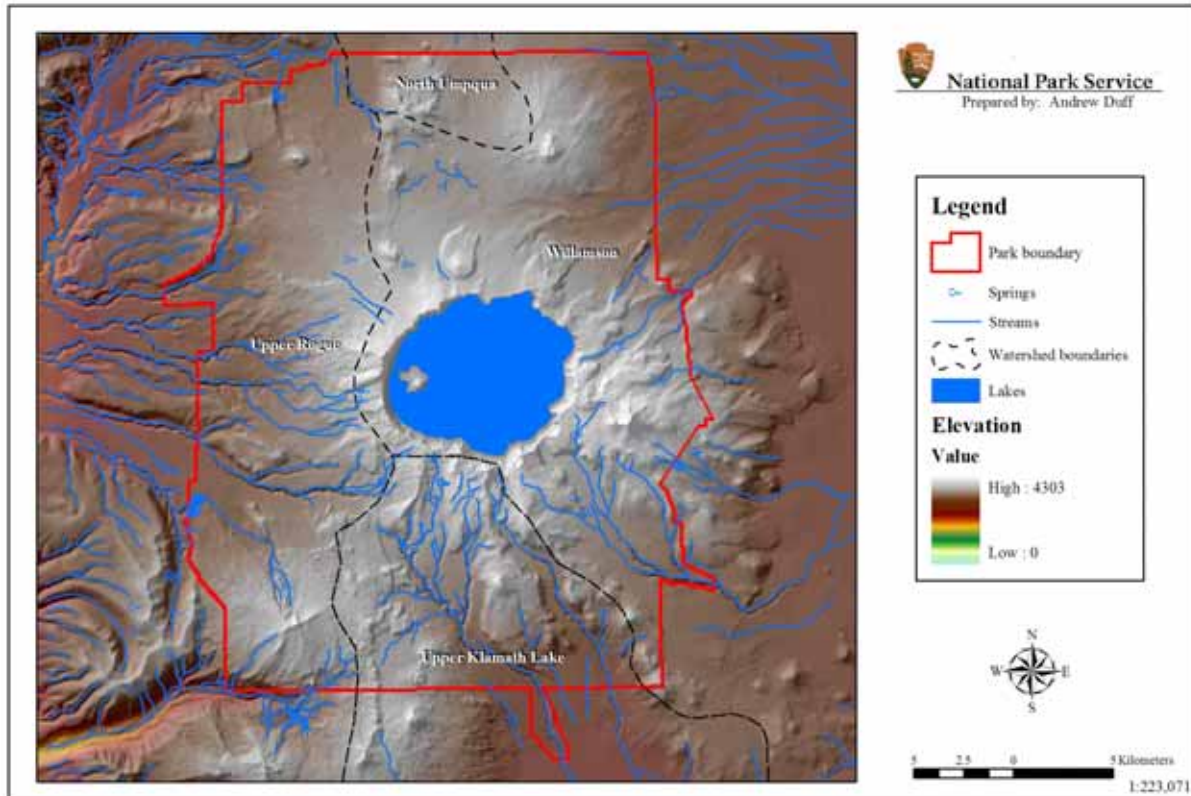 North Umpqua
Williamson
Upper Rogue
Upper Klamath Lake
National Park Service
Prepared by: Andrew Duff
Legend
Park boundary
Springs
Streams
Watershed boundaries
Lakes
Elevation
Value
High : 4303
Low : 0
N
W E
S
5 2.5 0 5 Kilometers
1:223,071